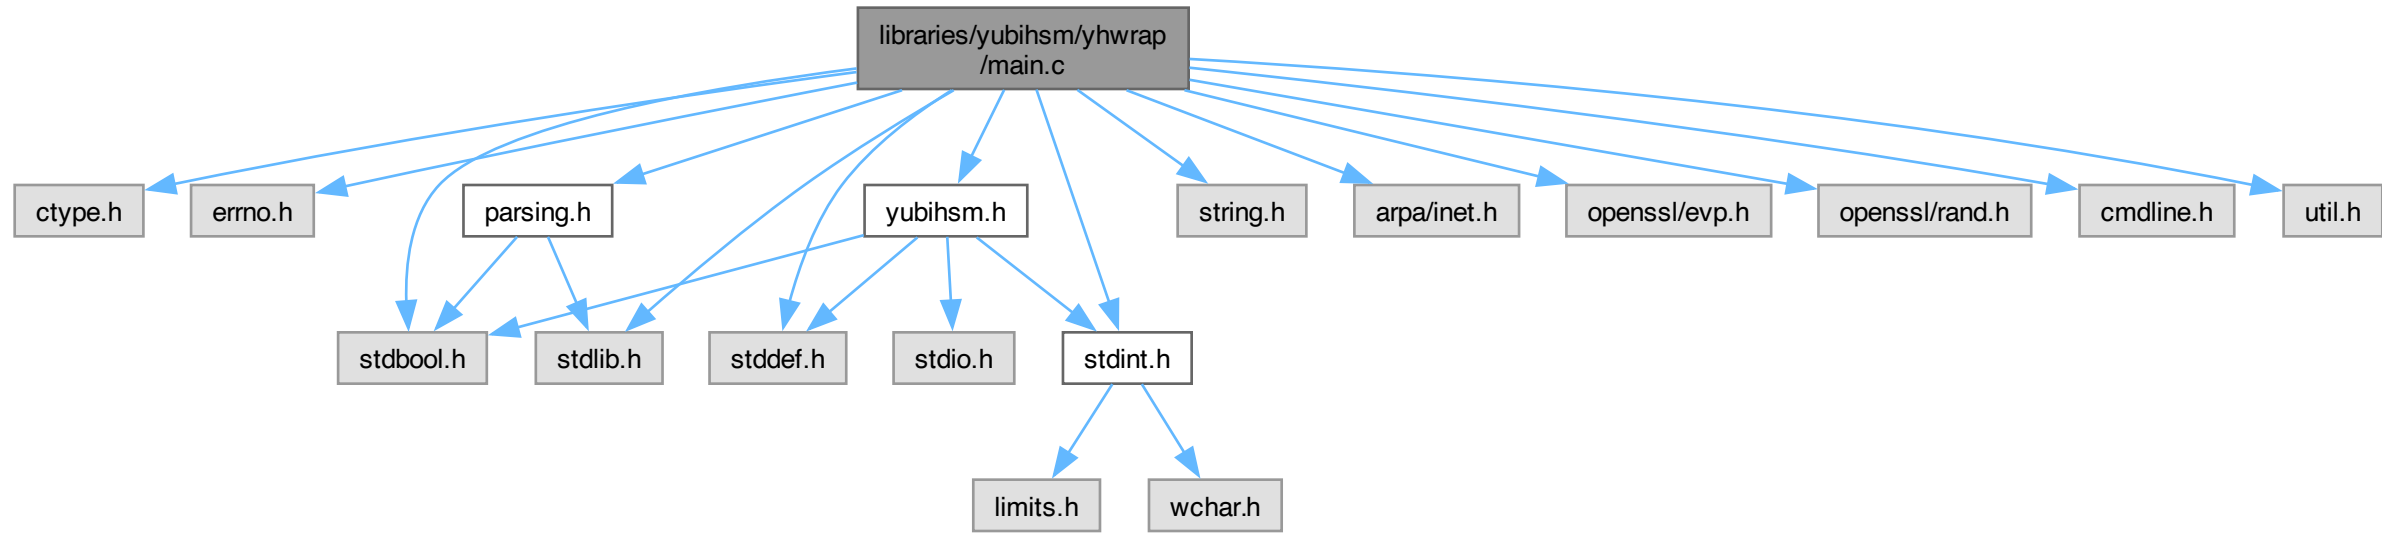 libraries/yubihsm/yhwrap
/main.c
ctype.h
errno.h
parsing.h
yubihsm.h
string.h
arpa/inet.h
openssl/evp.h
openssl/rand.h
cmdline.h
util.h
stdbool.h
stdlib.h
stddef.h
stdio.h
stdint.h
limits.h
wchar.h